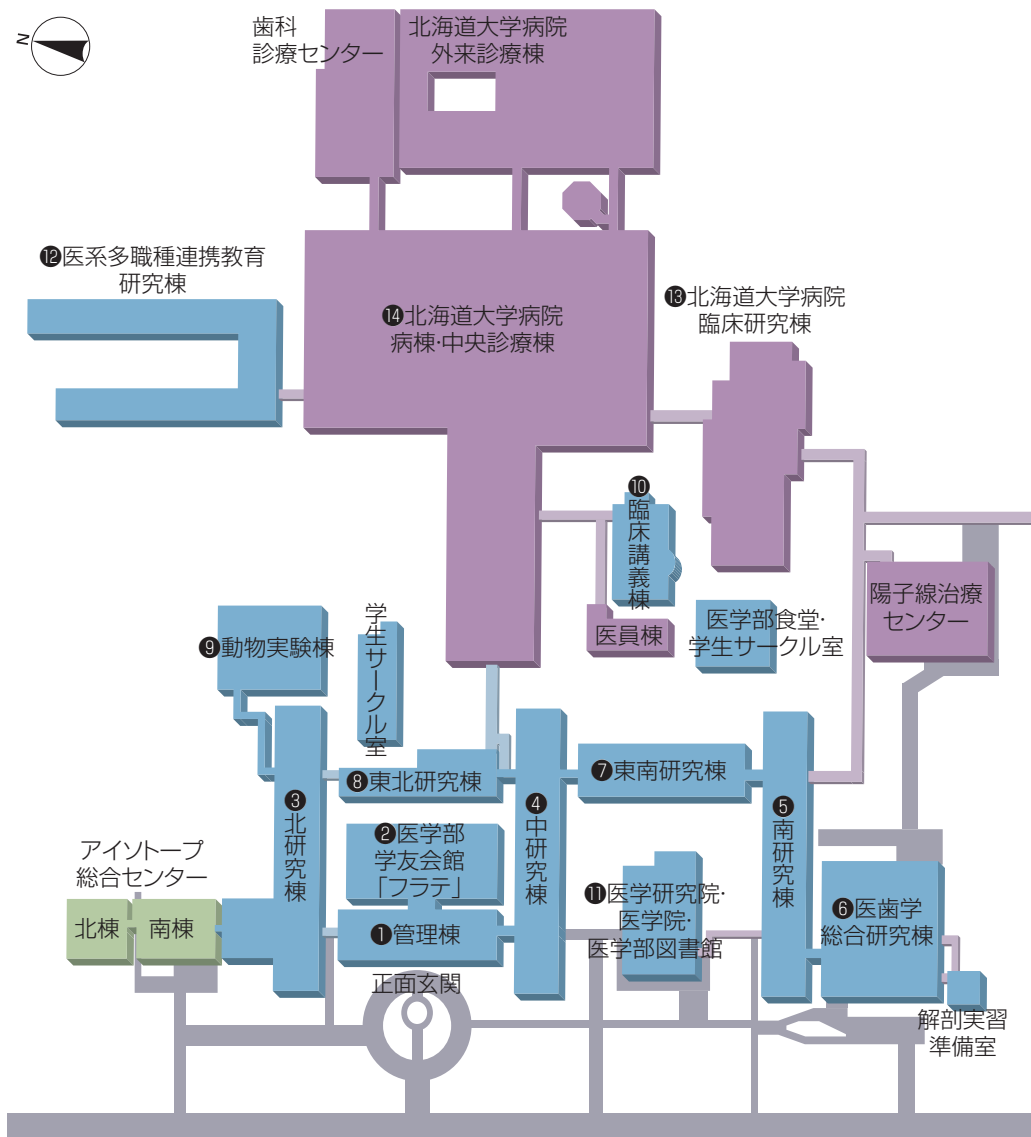 N
歯科
診療センター
北海道大学病院
外来診療棟
⓬医系多職種連携教育
研究棟
⓮北海道大学病院
病棟・中央診療棟
⓭北海道大学病院
臨床研究棟
❿臨床講義棟
医員棟
医学部食堂・
学生サークル室
陽子線治療
センター
❾動物実験棟
学生サークル室
❽東北研究棟
❼東南研究棟
❸北研究棟
❹中研究棟
❺南研究棟
❷医学部
学友会館
「フラテ」
アイソトープ
総合センター
北棟
南棟
❶管理棟
正面玄関
⓫医学研究院・
医学院・
医学部図書館
❻医歯学
総合研究棟
解剖実習
準備室